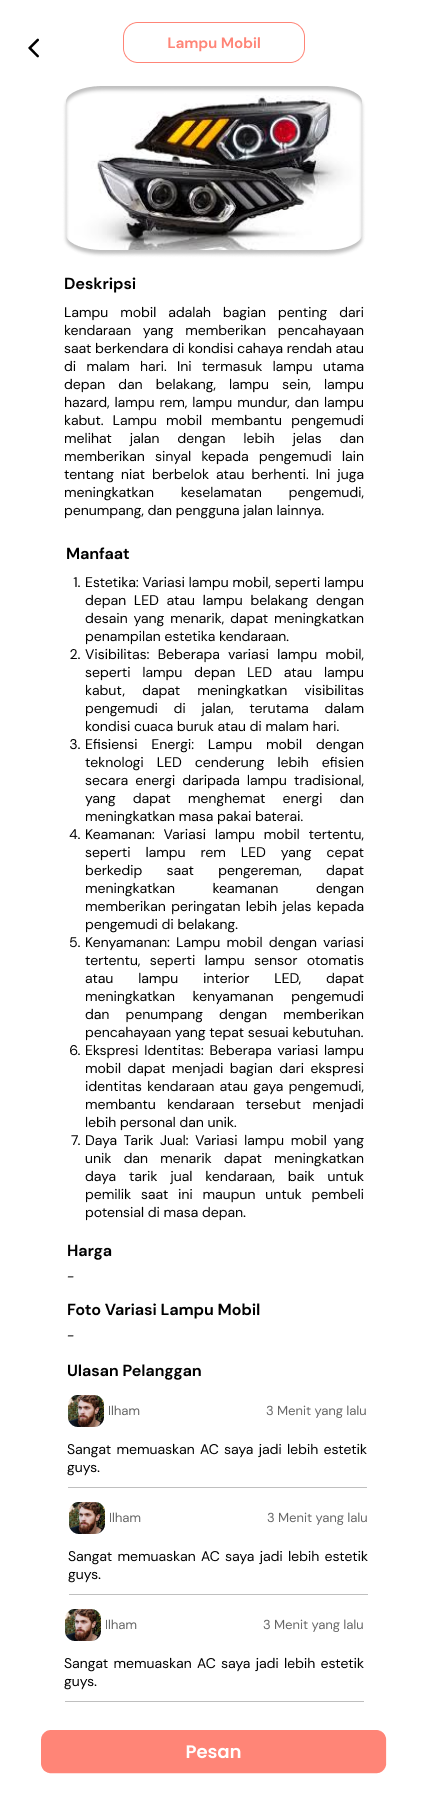 Lampu Mobil
Deskripsi
Lampu mobil adalah bagian penting dari
kendaraan yang memberikan pencahayaan
saat berkendara di kondisi cahaya rendah atau
di malam hari. Ini termasuk lampu utama
depan dan belakang, lampu sein, lampu
hazard, lampu rem, lampu mundur, dan lampu
kabut. Lampu mobil membantu pengemudi
melihat jalan dengan lebih jelas dan
memberikan sinyal kepada pengemudi lain
tentang niat berbelok atau berhenti. Ini juga
meningkatkan keselamatan pengemudi,
penumpang, dan pengguna jalan lainnya.
Manfaat
1. Estetika: Variasi lampu mobil, seperti lampu
depan LED atau lampu belakang dengan
desain yang menarik, dapat meningkatkan
penampilan estetika kendaraan.
2. Visibilitas: Beberapa variasi lampu mobil,
seperti lampu depan LED atau lampu
kabut, dapat meningkatkan visibilitas
pengemudi di jalan, terutama dalam
kondisi cuaca buruk atau di malam hari.
3. Efisiensi Energi: Lampu mobil dengan
teknologi LED cenderung lebih efisien
secara energi daripada lampu tradisional,
yang dapat menghemat energi dan
meningkatkan masa pakai baterai.
4. Keamanan: Variasi lampu mobil tertentu,
seperti lampu rem LED yang cepat
berkedip saat pengereman, dapat
meningkatkan keamanan dengan
memberikan peringatan lebih jelas kepada
pengemudi di belakang.
5. Kenyamanan: Lampu mobil dengan variasi
tertentu, seperti lampu sensor otomatis
atau lampu interior LED, dapat
meningkatkan kenyamanan pengemudi
dan penumpang dengan memberikan
pencahayaan yang tepat sesuai kebutuhan.
6. Ekspresi Identitas: Beberapa variasi lampu
mobil dapat menjadi bagian dari ekspresi
identitas kendaraan atau gaya pengemudi,
membantu kendaraan tersebut menjadi
lebih personal dan unik.
7. Daya Tarik Jual: Variasi lampu mobil yang
unik dan menarik dapat meningkatkan
daya tarik jual kendaraan, baik untuk
pemilik saat ini maupun untuk pembeli
potensial di masa depan.
Harga
-
Foto Variasi Lampu Mobil
-
Ulasan Pelanggan
Ilham 3 Menit yang lalu
Sangat memuaskan AC saya jadi lebih estetik
guys.
Ilham 3 Menit yang lalu
Sangat memuaskan AC saya jadi lebih estetik
guys.
Ilham 3 Menit yang lalu
Sangat memuaskan AC saya jadi lebih estetik
guys.
Pesan